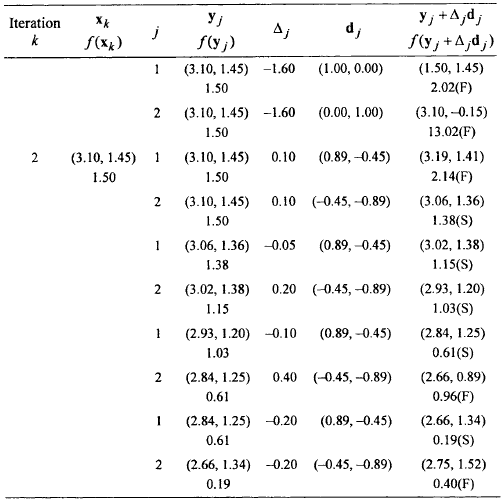 Iteration x_k y_j y_j + Δ_j d_j
k f(x_k) j f(y_j) Δ_j d_j f(y_j + Δ_j d_j)
1 (3.10, 1.45) −1.60 (1.00, 0.00) (1.50, 1.45)
1.50 2.02(F)
2 (3.10, 1.45) −1.60 (0.00, 1.00) (3.10, −0.15)
1.50 13.02(F)
2 (3.10, 1.45) 1 (3.10, 1.45) 0.10 (0.89, −0.45) (3.19, 1.41)
1.50 1.50 2.14(F)
2 (3.10, 1.45) 0.10 (−0.45, −0.89) (3.06, 1.36)
1.50 1.38(S)
1 (3.06, 1.36) −0.05 (0.89, −0.45) (3.02, 1.38)
1.38 1.15(S)
2 (3.02, 1.38) 0.20 (−0.45, −0.89) (2.93, 1.20)
1.15 1.03(S)
1 (2.93, 1.20) −0.10 (0.89, −0.45) (2.84, 1.25)
1.03 0.61(S)
2 (2.84, 1.25) 0.40 (−0.45, −0.89) (2.66, 0.89)
0.61 0.96(F)
1 (2.84, 1.25) −0.20 (0.89, −0.45) (2.66, 1.34)
0.61 0.19(S)
2 (2.66, 1.34) −0.20 (−0.45, −0.89) (2.75, 1.52)
0.19 0.40(F)